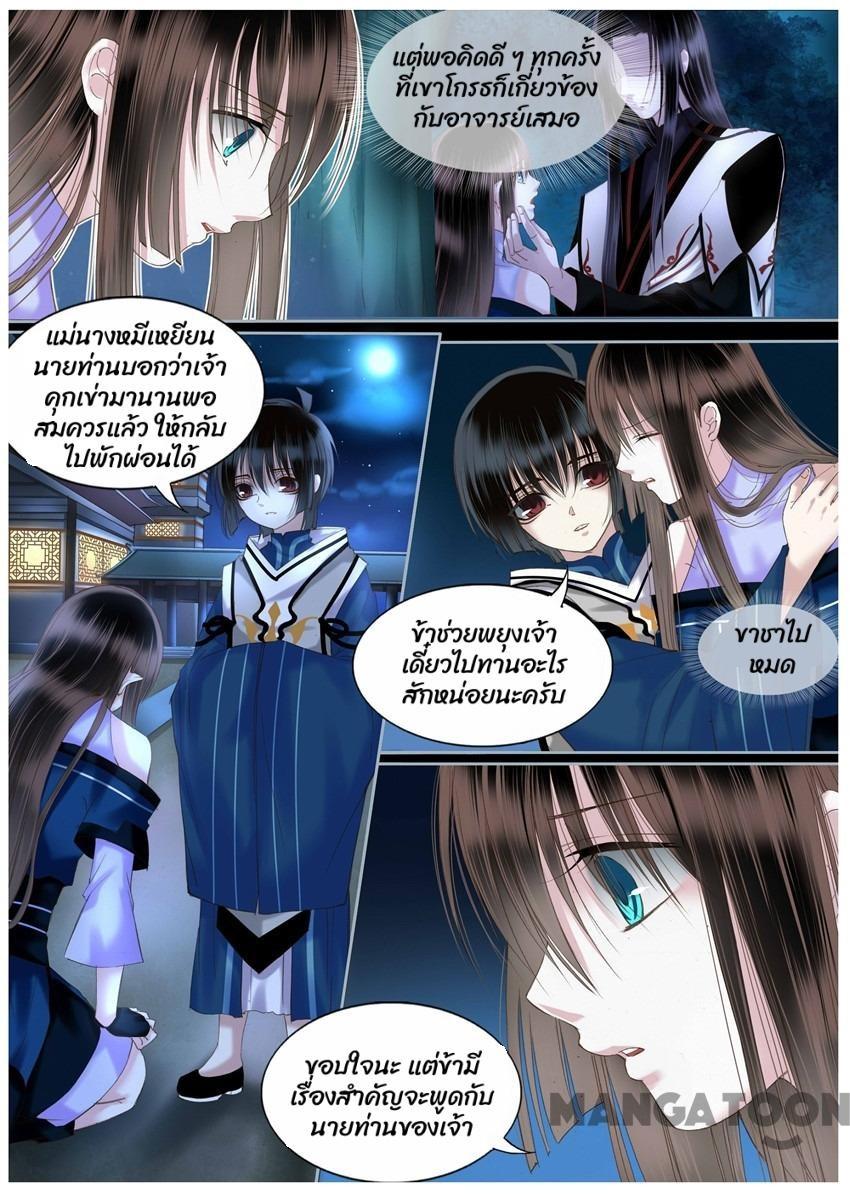 แต่พอคิดดี ๆ ทุกครั้ง
ที่เขาโกรธก็เกี่ยวข้อง
กับอาจารย์เสมอ
แม่นางหมีเหยียน
นายท่านบอกว่าเจ้า
คุกเข่ามานานพอ
สมควรแล้ว ให้กลับ
ไปพักผ่อนได้
ข้าช่วยพยุงเจ้า
เดี๋ยวไปทานอะไร
สักหน่อยนะครับ
ขาชาไป
หมด
ขอบใจนะ แต่ข้ามี
เรื่องสำคัญจะพูดกับ
นายท่านของเจ้า
MANGATOON